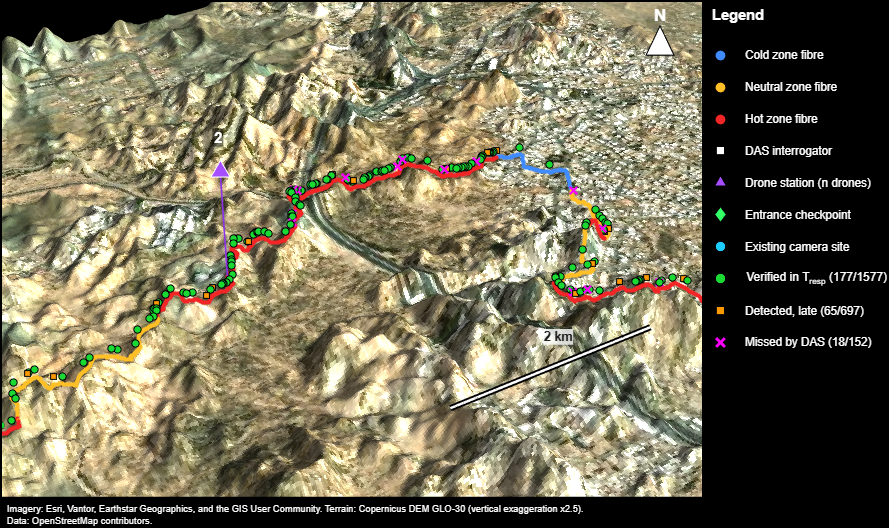 N
2
2 km
Legend
Cold zone fibre
Neutral zone fibre
Hot zone fibre
DAS interrogator
Drone station (n drones)
Entrance checkpoint
Existing camera site
Verified in Tresp (177/1577)
Detected, late (65/697)
Missed by DAS (18/152)
Imagery: Esri, Vantor, Earthstar Geographics, and the GIS User Community. Terrain: Copernicus DEM GLO-30 (vertical exaggeration x2.5).
Data: OpenStreetMap contributors.